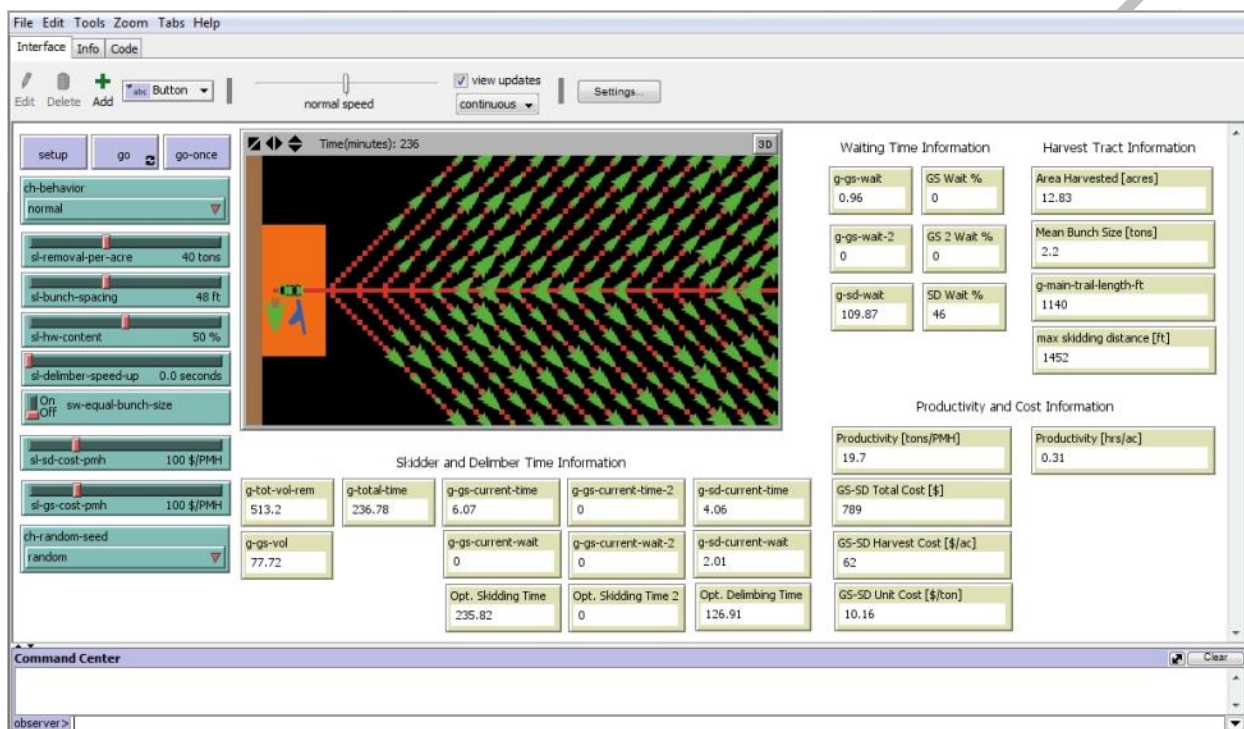 File Edit Tools Zoom Tabs Help
Interface Info Code
Edit Delete Add abc Button normal speed view updates continuous Settings...
setup go go-once
ch-behavior
normal
sl-removal-per-acre 40 tons
sl-bunch-spacing 48 ft
sl-hw-content 50 %
sl-delimber-speed-up 0.0 seconds
On
Off sw-equal-bunch-size
sl-sd-cost-pmh 100 $/PMH
sl-gs-cost-pmh 100 $/PMH
ch-random-seed
random
Time(minutes): 236 3D
Skidder and Delimber Time Information
g-tot-vol-rem g-total-time g-gs-current-time g-gs-current-time-2 g-sd-current-time
513.2 236.78 6.07 0 4.06
g-gs-vol g-gs-current-wait g-gs-current-wait-2 g-sd-current-wait
77.72 0 0 2.01
Opt. Skidding Time Opt. Skidding Time 2 Opt. Delimbing Time
235.82 0 126.91
Waiting Time Information
g-gs-wait GS Wait %
0.96 0
g-gs-wait-2 GS 2 Wait %
0 0
g-sd-wait SD Wait %
109.87 46
Harvest Tract Information
Area Harvested [acres]
12.83
Mean Bunch Size [tons]
2.2
g-main-trail-length-ft
1140
max skidding distance [ft]
1452
Productivity and Cost Information
Productivity [tons/PMH] Productivity [hrs/ac]
19.7 0.31
GS-SD Total Cost [$]
789
GS-SD Harvest Cost [$/ac]
62
GS-SD Unit Cost [$/ton]
10.16
Command Center Clear
observer>